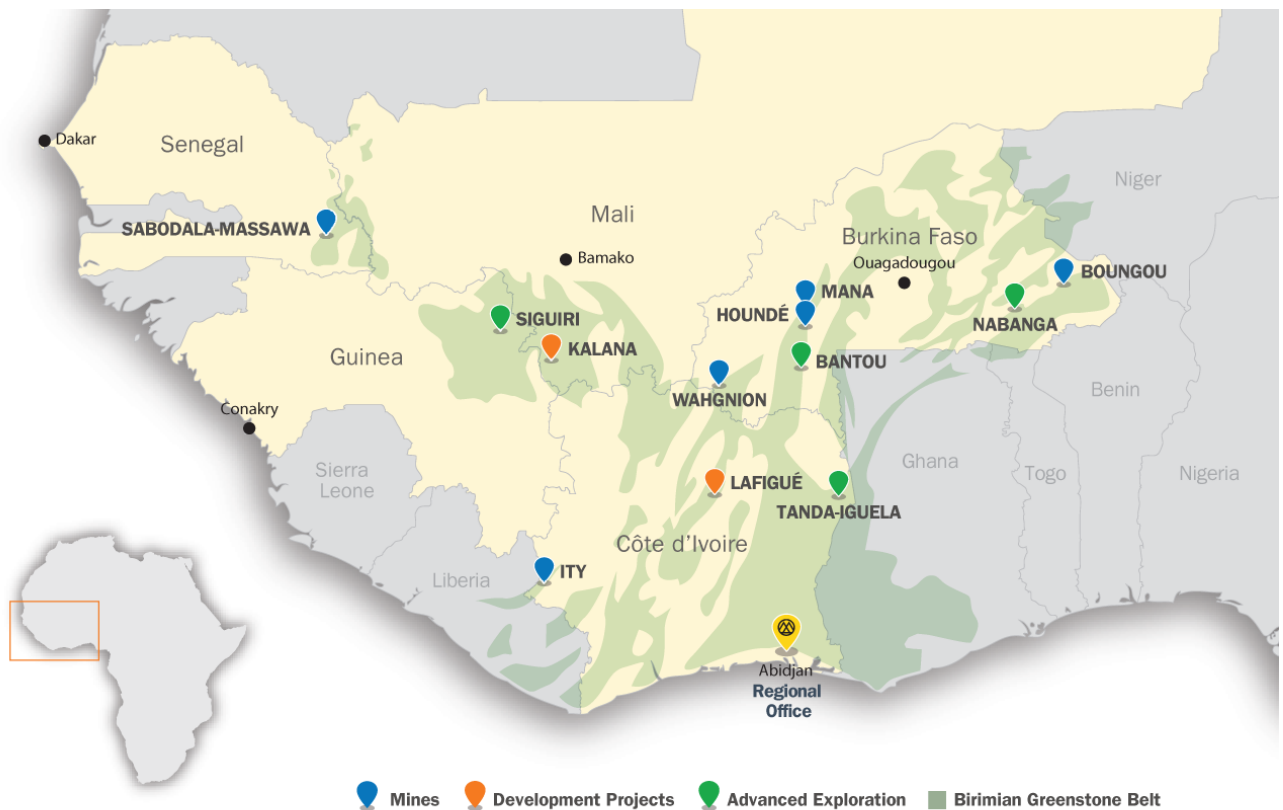 Dakar
Senegal
Niger
SABODALA-MASSAWA
Mali
Burkina Faso
Bamako
Ouagadougou
BOUNGOU
MANA
HOUNDÉ
NABANGA
SIGUIRI
KALANA
Guinea
BANTOU
WAHGNION
Benin
Conakry
Sierra
Leone
Ghana
Togo
Nigeria
LAFIGUÉ
TANDA-IGUELA
Côte d'Ivoire
ITY
Liberia
Abidjan
Regional
Office
Mines
Development Projects
Advanced Exploration
Birimian Greenstone Belt